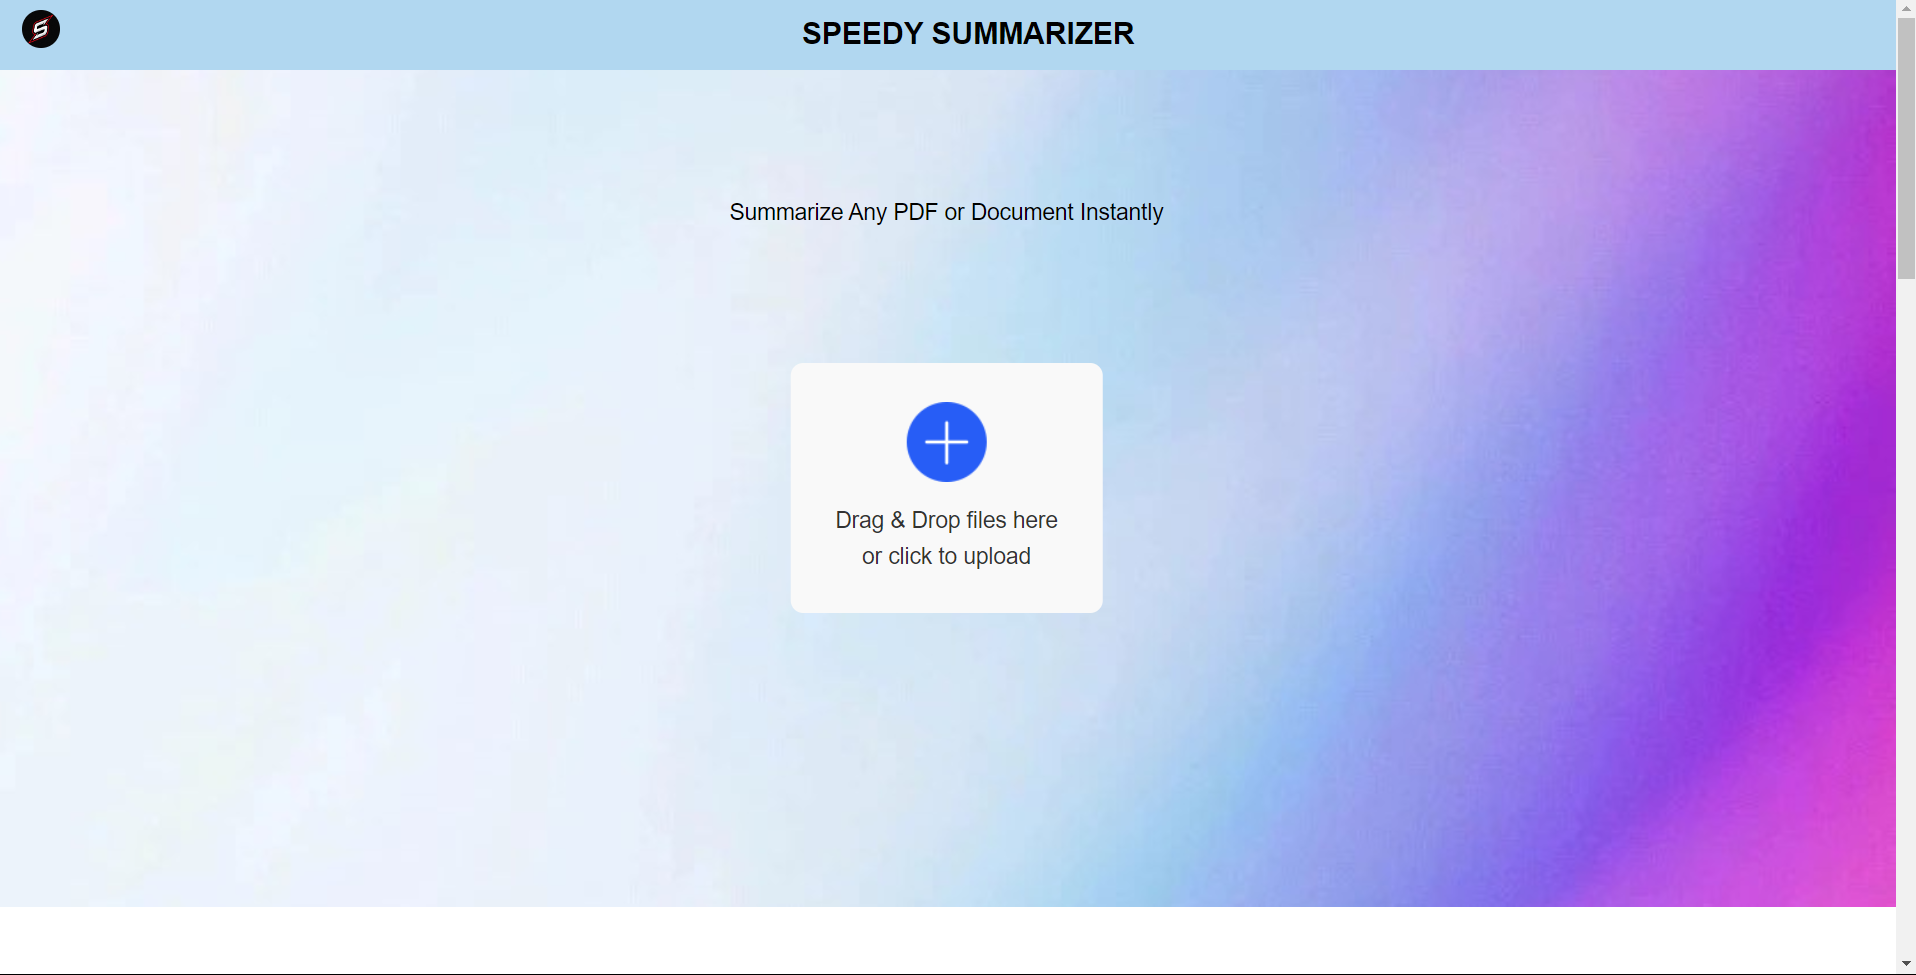 S
SPEEDY SUMMARIZER
Summarize Any PDF or Document Instantly
Drag & Drop files here
or click to upload